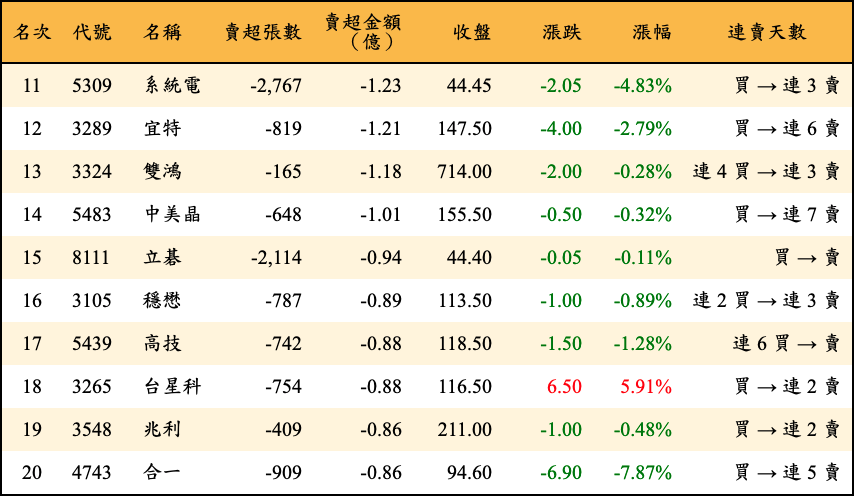 名次 代號 名稱 賣超張數 賣超金額（億） 收盤 漲跌 漲幅 連賣天數
11 5309 系統電 -2,767 -1.23 44.45 -2.05 -4.83% 買 → 連 3 賣
12 3289 宜特 -819 -1.21 147.50 -4.00 -2.79% 買 → 連 6 賣
13 3324 雙鴻 -165 -1.18 714.00 -2.00 -0.28% 連 4 買 → 連 3 賣
14 5483 中美晶 -648 -1.01 155.50 -0.50 -0.32% 買 → 連 7 賣
15 8111 立碁 -2,114 -0.94 44.40 -0.05 -0.11% 買 → 賣
16 3105 穩懋 -787 -0.89 113.50 -1.00 -0.89% 連 2 買 → 連 3 賣
17 5439 高技 -742 -0.88 118.50 -1.50 -1.28% 連 6 買 → 賣
18 3265 台星科 -754 -0.88 116.50 6.50 5.91% 買 → 連 2 賣
19 3548 兆利 -409 -0.86 211.00 -1.00 -0.48% 買 → 連 2 賣
20 4743 合一 -909 -0.86 94.60 -6.90 -7.87% 買 → 連 5 賣